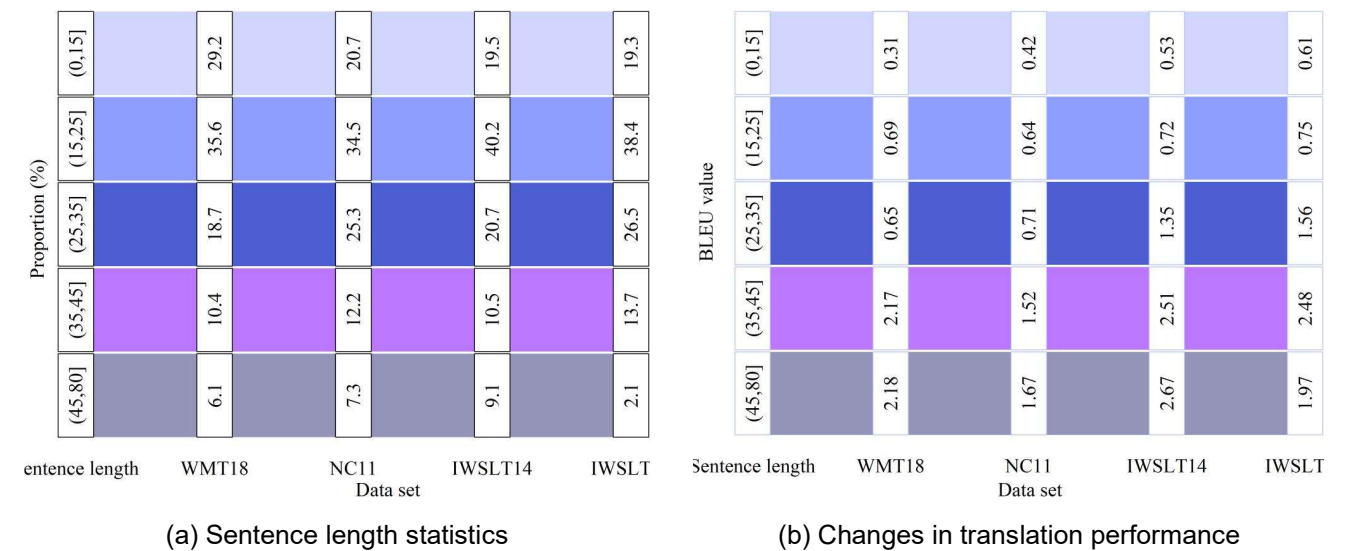 Proportion (%)
(0,15] 29.2 20.7 19.5 19.3
(15,25] 35.6 34.5 40.2 38.4
(25,35] 18.7 25.3 20.7 26.5
(35,45] 10.4 12.2 10.5 13.7
(45,80] 6.1 7.3 9.1 2.1
entence length WMT18 NC11 IWSLT14 IWSLT
Data set
(a) Sentence length statistics
BLEU value
(0,15] 0.31 0.42 0.53 0.61
(15,25] 0.69 0.64 0.72 0.75
(25,35] 0.65 0.71 1.35 1.56
(35,45] 2.17 1.52 2.51 2.48
(45,80] 2.18 1.67 2.67 1.97
Sentence length WMT18 NC11 IWSLT14 IWSLT
Data set
(b) Changes in translation performance